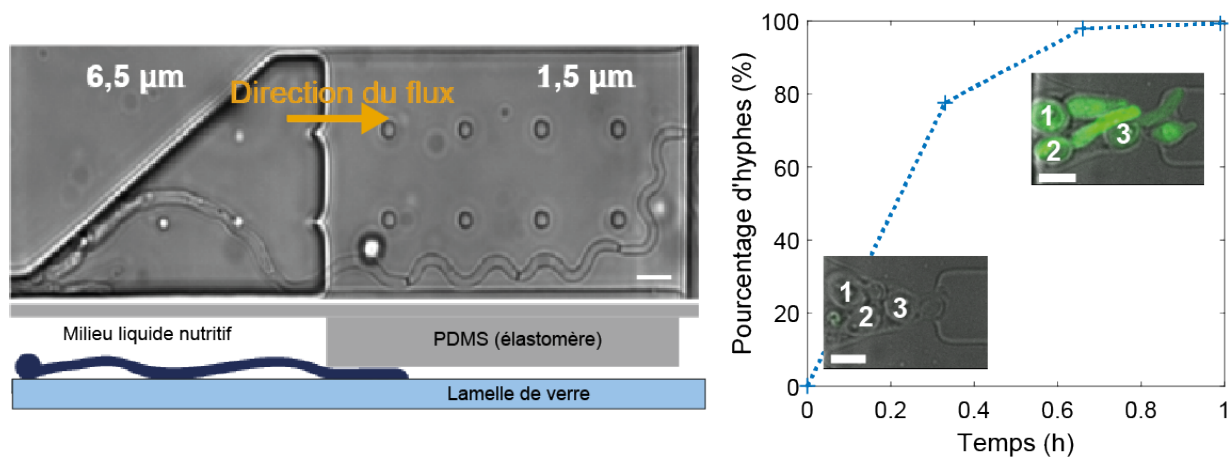 6,5 µm
1,5 µm
Direction du flux
Milieu liquide nutritif
PDMS (élastomère)
Lamelle de verre
Pourcentage d'hyphes (%)
100
80
60
40
20
0
1
2
3
1
2
3
0
0.2
0.4
0.6
0.8
1
Temps (h)